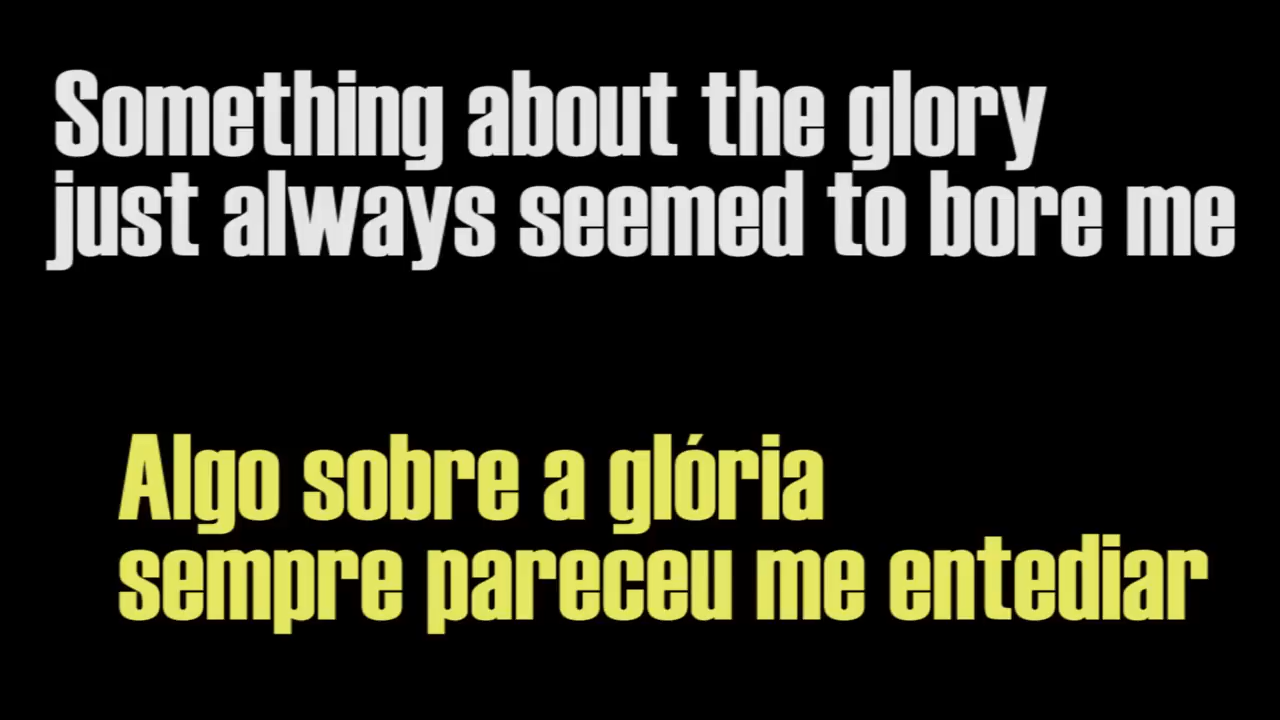 Something about the glory
just always seemed to bore me
Algo sobre a glória
sempre pareceu me entediar